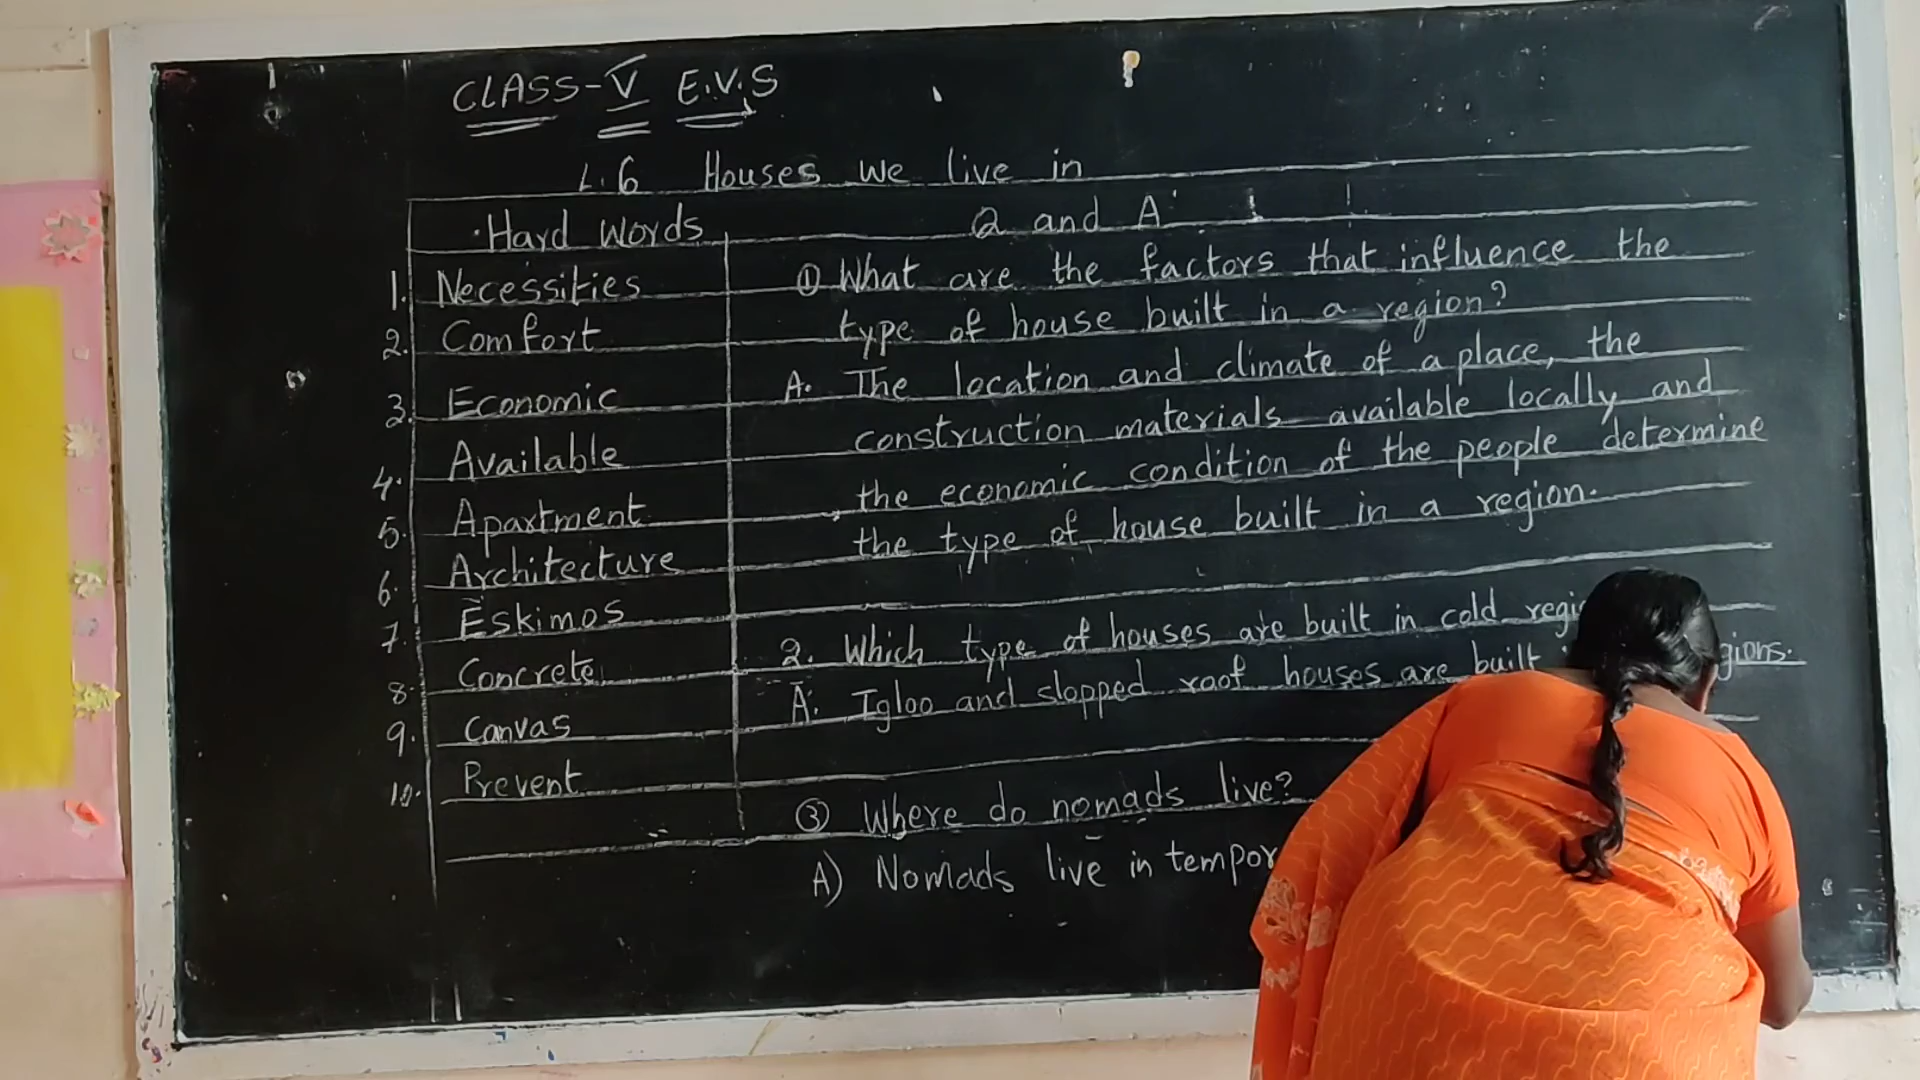 CLASS-V E.V.S
L.6 Houses we live in
Hard Words
1. Necessities
2. Comfort
3. Economic
4. Available
5. Apartment
6. Architecture
7. Eskimos
8. Concrete
9. Canvas
10. Prevent
Q and A
① What are the factors that influence the
type of house built in a region?
A. The location and climate of a place, the
construction materials available locally and
the economic condition of the people determine
the type of house built in a region.
2. Which type of houses are built in cold regi
A. Igloo and slopped roof houses are built gions.
③ Where do nomads live?
A) Nomads live in tempor